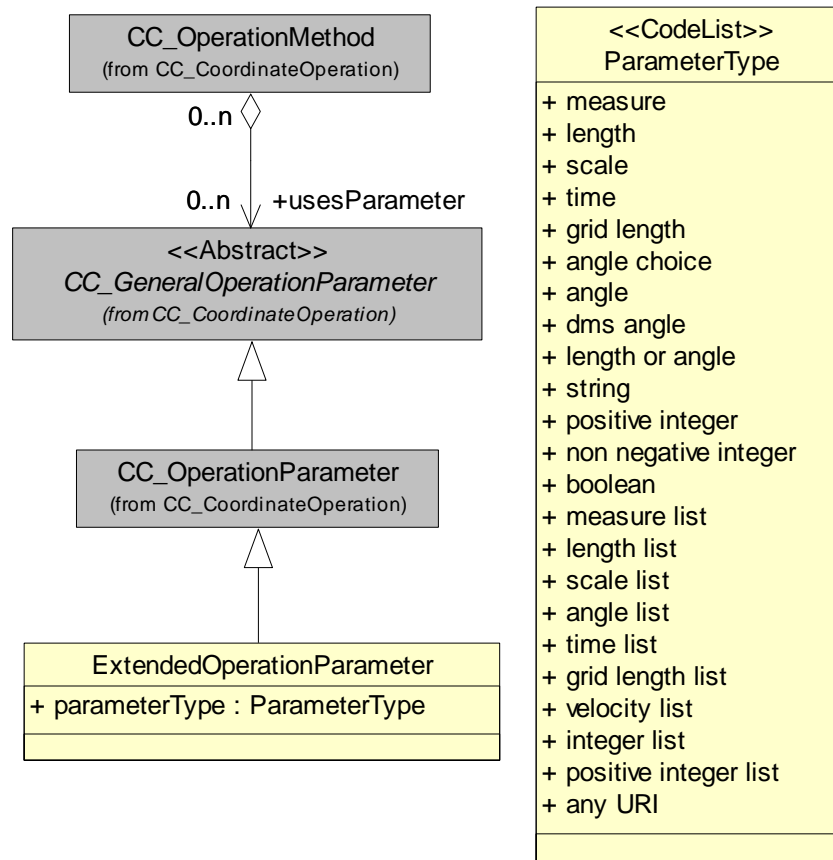 CC_OperationMethod
(from CC_CoordinateOperation)
0..n
0..n
+usesParameter
<<Abstract>>
CC_GeneralOperationParameter
(from CC_CoordinateOperation)
CC_OperationParameter
(from CC_CoordinateOperation)
ExtendedOperationParameter
+ parameterType : ParameterType
<<CodeList>>
ParameterType
+ measure
+ length
+ scale
+ time
+ grid length
+ angle choice
+ angle
+ dms angle
+ length or angle
+ string
+ positive integer
+ non negative integer
+ boolean
+ measure list
+ length list
+ scale list
+ angle list
+ time list
+ grid length list
+ velocity list
+ integer list
+ positive integer list
+ any URI